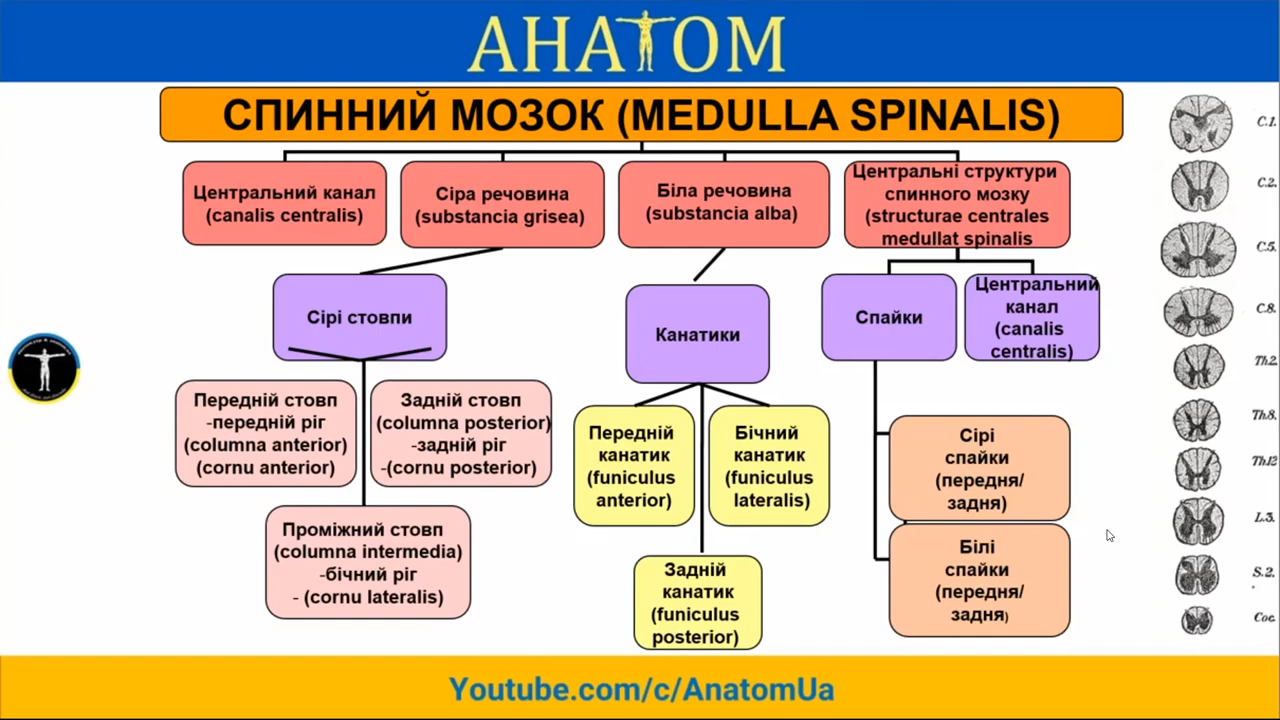 АНАТОМ
СПИННИЙ МОЗОК (MEDULLA SPINALIS)
Центральний канал
(canalis centralis)
Сіра речовина
(substancia grisea)
Біла речовина
(substancia alba)
Центральні структури
спинного мозку
(structurae centrales
medullat spinalis
Сірі стовпи
Канатики
Спайки
Центральний
канал
(canalis
centralis)
Передній стовп
-передній ріг
(columna anterior)
(cornu anterior)
Задній стовп
(columna posterior)
-задній ріг
-(cornu posterior)
Проміжний стовп
(columna intermedia)
-бічний ріг
- (cornu lateralis)
Передній
канатик
(funiculus
anterior)
Бічний
канатик
(funiculus
lateralis)
Задній
канатик
(funiculus
posterior)
Сірі
спайки
(передня/
задня)
Білі
спайки
(передня/
задня)
C.1.
C.2.
C.5.
C.8.
Th.2.
Th.8.
Th.12
L.3.
S.2.
Coc.
Youtube.com/c/AnatomUa